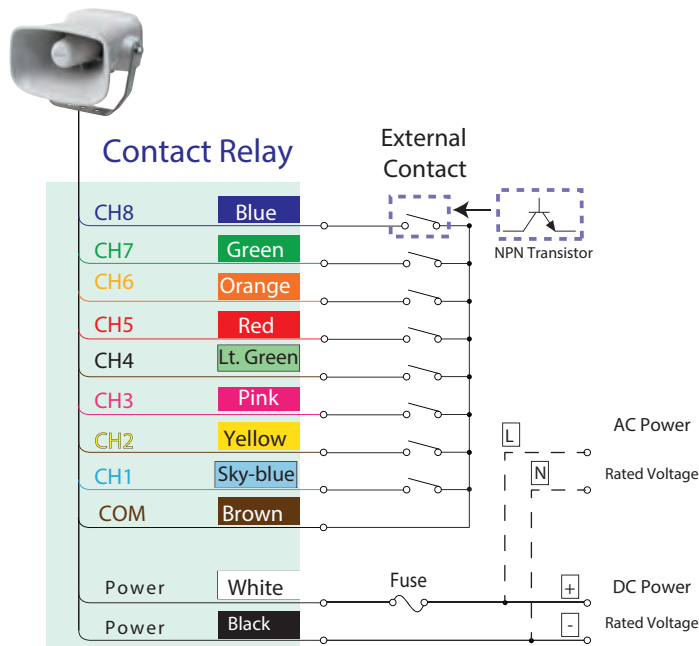 Contact Relay
External
Contact
NPN Transistor
CH8 Blue
CH7 Green
CH6 Orange
CH5 Red
CH4 Lt. Green
CH3 Pink
CH2 Yellow
CH1 Sky-blue
COM Brown
L AC Power
N Rated Voltage
Power White Fuse + DC Power
Power Black - Rated Voltage